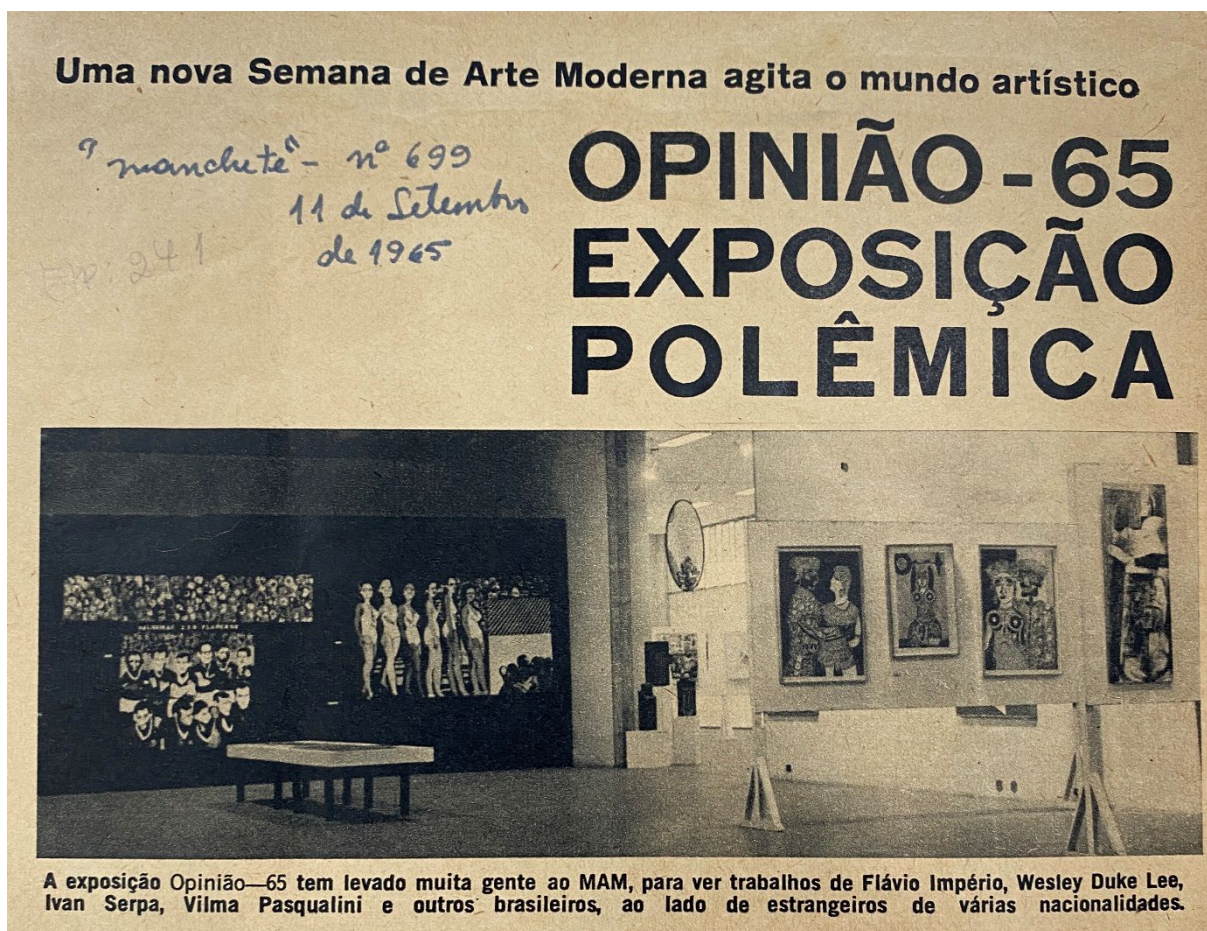 Uma nova Semana de Arte Moderna agita o mundo artístico
"manchete" - nº 699
11 de Setembro
de 1965
241
OPINIÃO - 65
EXPOSIÇÃO
POLÊMICA
A exposição Opinião—65 tem levado muita gente ao MAM, para ver trabalhos de Flávio Império, Wesley Duke Lee,
Ivan Serpa, Vilma Pasqualini e outros brasileiros, ao lado de estrangeiros de várias nacionalidades.